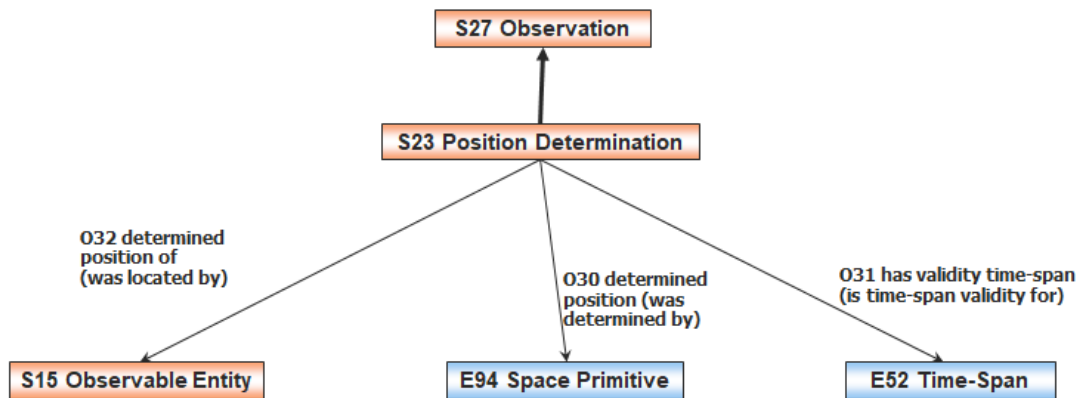 S27 Observation
S23 Position Determination
O32 determined
position of
(was located by)
O30 determined
position (was
determined by)
O31 has validity time-span
(is time-span validity for)
S15 Observable Entity
E94 Space Primitive
E52 Time-Span